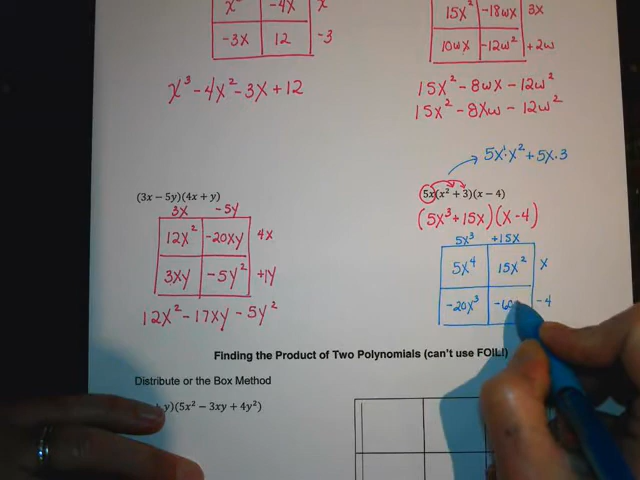 -4x x
-3x 12 -3
x³ - 4x² - 3x + 12
15x² -18wx 3x
10wx -12w² +2w
15x² - 8wx - 12w²
15x² - 8xw - 12w²
5x¹·x² + 5x·3
(3x − 5y)(4x + y)
3x -5y
12x² -20xy 4x
3xy -5y² +1y
12x² - 17xy - 5y²
5x(x² + 3)(x − 4)
(5x³ + 15x)(x - 4)
5x³ +15x
5x⁴ 15x² x
-20x³ -60 -4
Finding the Product of Two Polynomials (can't use FOIL!)
Distribute or the Box Method
y)(5x² − 3xy + 4y²)